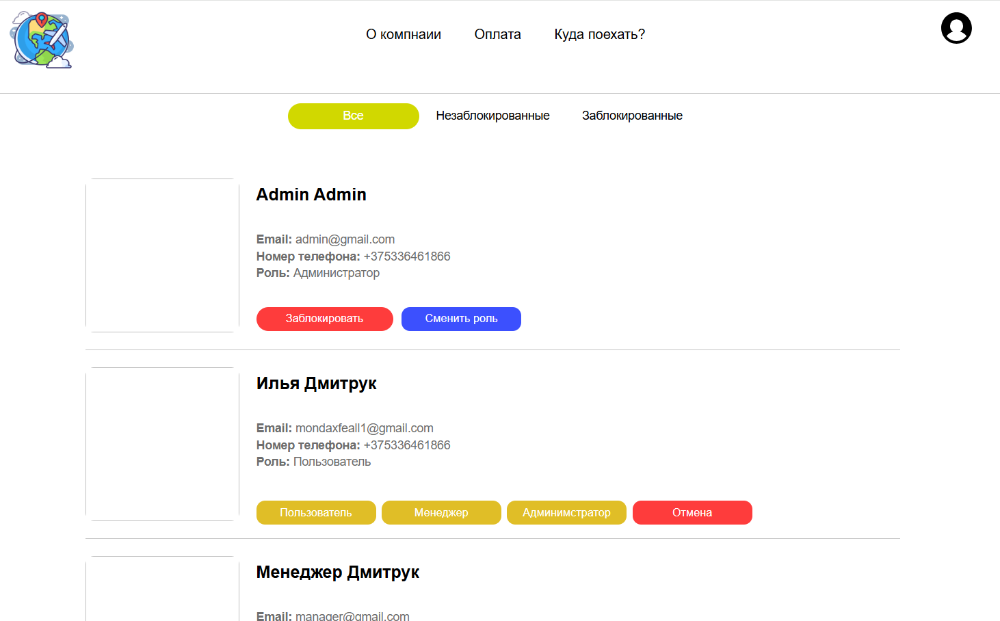 О компнаии Оплата Куда поехать?
Все Незаблокированные Заблокированные
Admin Admin
Email: admin@gmail.com
Номер телефона: +375336461866
Роль: Администратор
Заблокировать Сменить роль
Илья Дмитрук
Email: mondaxfeall1@gmail.com
Номер телефона: +375336461866
Роль: Пользователь
Пользователь Менеджер Админимстратор Отмена
Менеджер Дмитрук
Email: manager@gmail.com